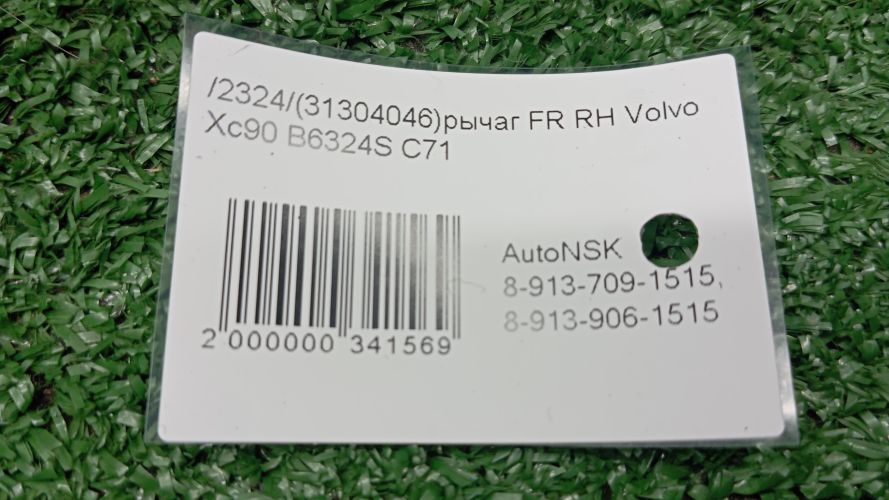 /2324/(31304046)рычаг FR RH Volvo
Xc90 B6324S C71
AutoNSK
8-913-709-1515,
8-913-906-1515
2 000000 341569